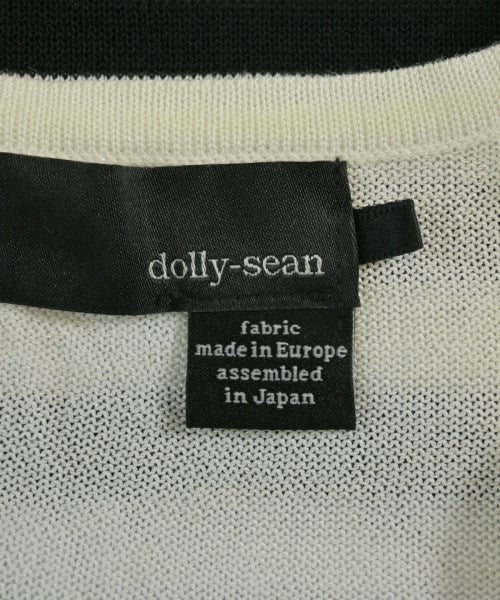 dolly-sean
fabric
made in Europe
assembled
in Japan